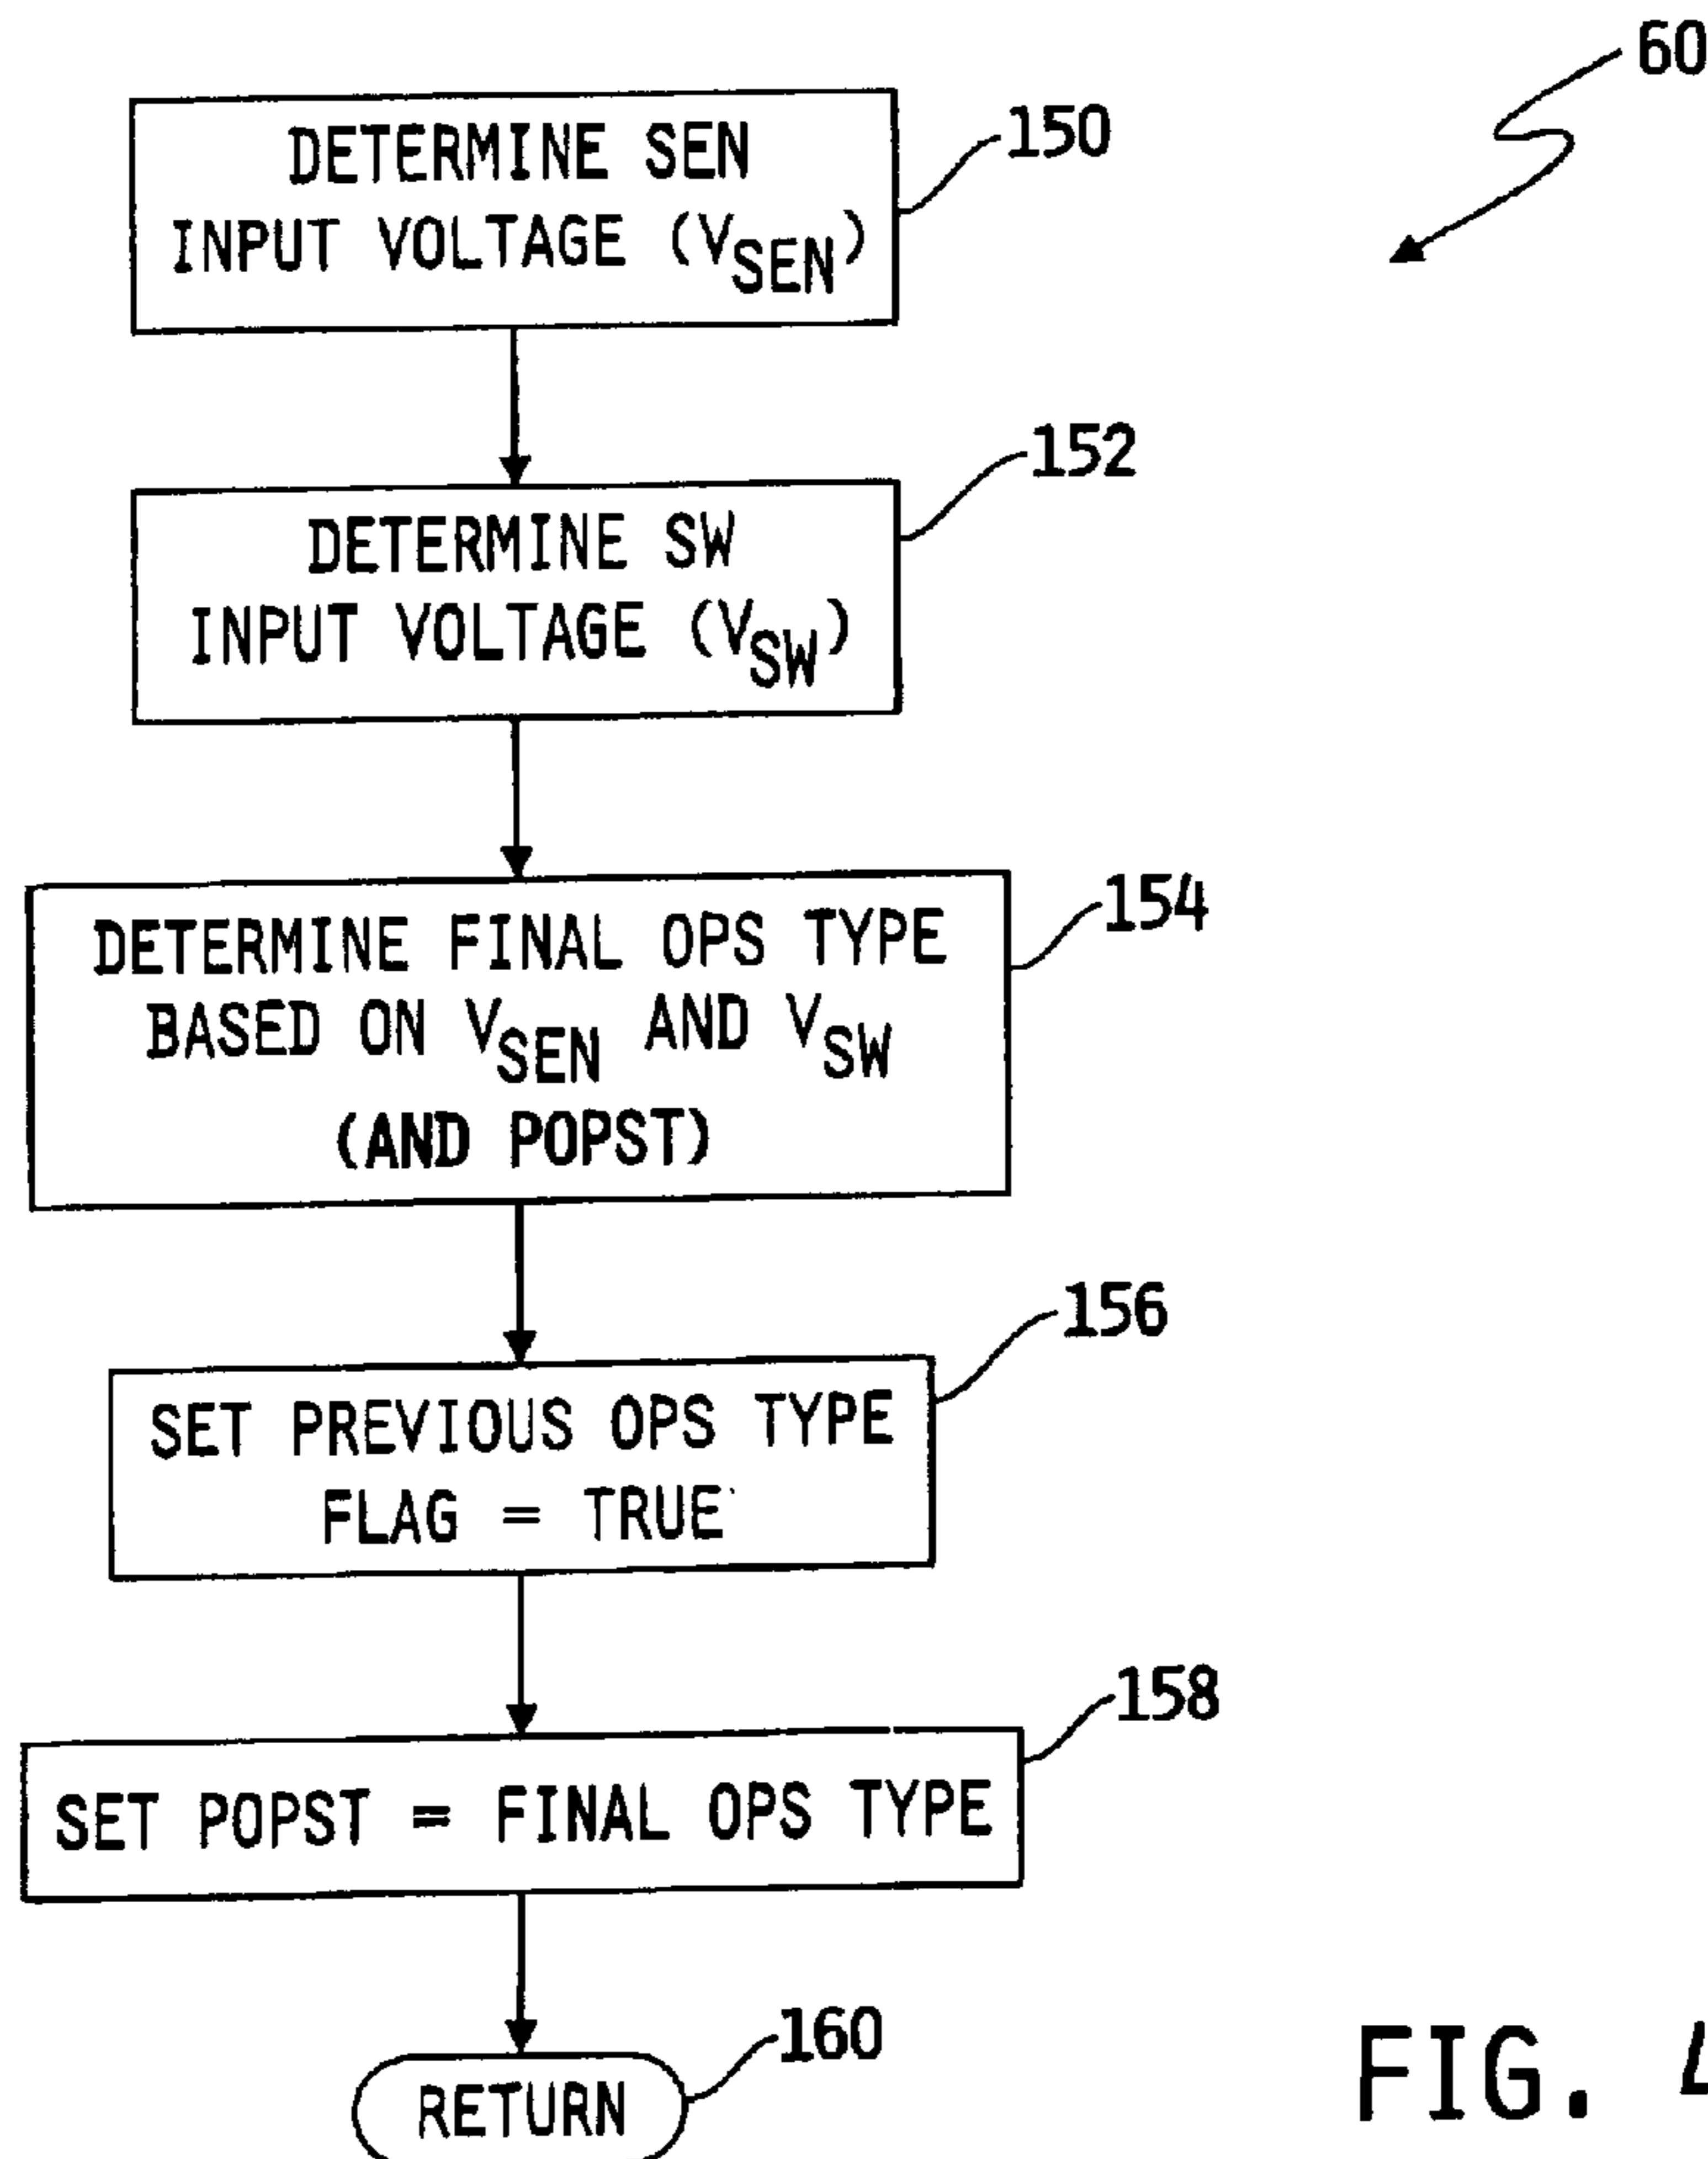 60
DETERMINE SEN
INPUT VOLTAGE (VSEN)
150
DETERMINE SW
INPUT VOLTAGE (VSW)
152
DETERMINE FINAL OPS TYPE
BASED ON VSEN AND VSW
(AND POPST)
154
SET PREVIOUS OPS TYPE
FLAG = TRUE
156
SET POPST = FINAL OPS TYPE
158
RETURN
160
FIG. 4